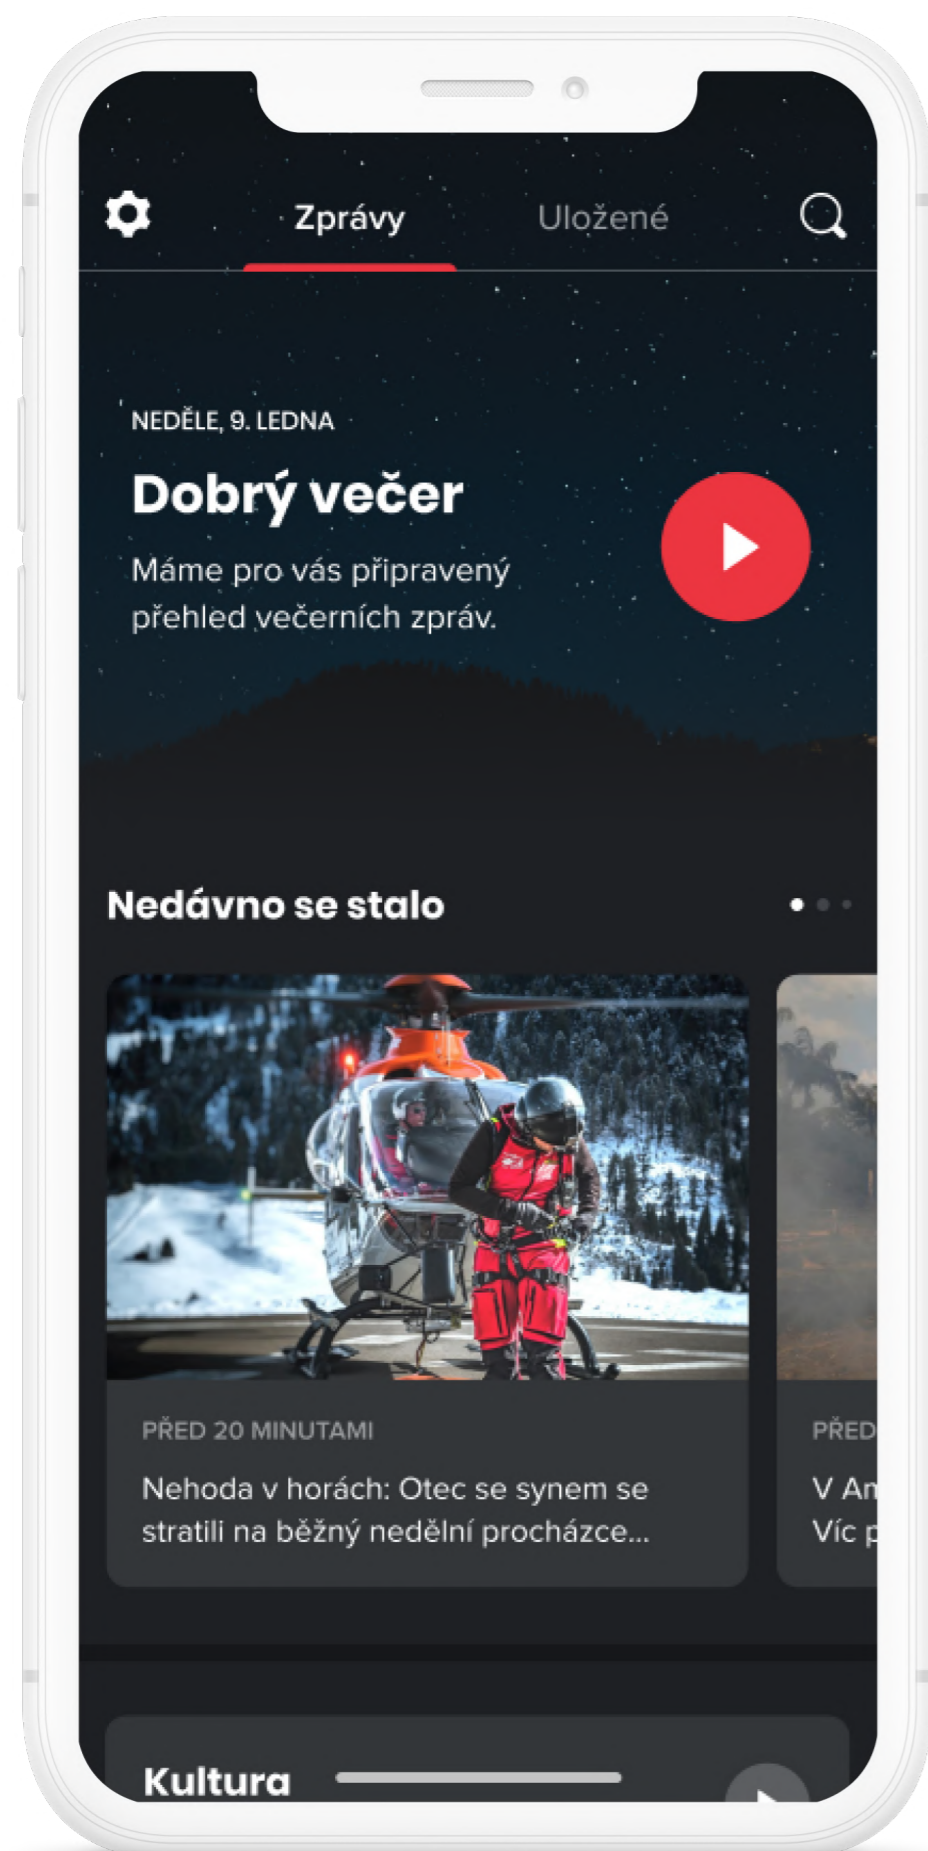 Zprávy Uložené
NEDĚLE, 9. LEDNA
Dobrý večer
Máme pro vás připravený
přehled večerních zpráv.
Nedávno se stalo
PŘED 20 MINUTAMI
Nehoda v horách: Otec se synem se
stratili na běžný nedělní procházce...
PŘED
V
Víc
Kultura